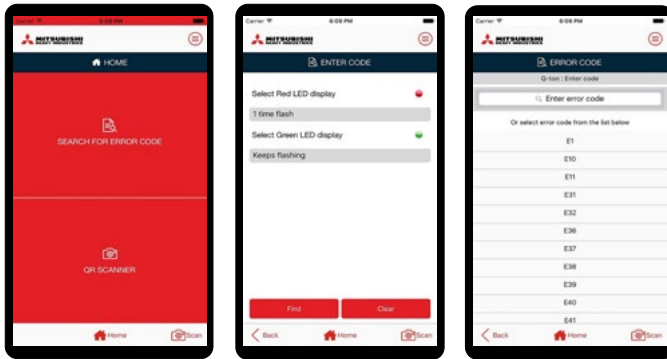 Carrier 6:09 PM
MITSUBISHI
HEAVY INDUSTRIES
HOME
SEARCH FOR ERROR CODE
QR SCANNER
Home Scan
Carrier 6:09 PM
MITSUBISHI
HEAVY INDUSTRIES
ENTER CODE
Select Red LED display
1 time flash
Select Green LED display
Keeps flashing
Find Clear
Back Home Scan
Carrier 6:09 PM
MITSUBISHI
HEAVY INDUSTRIES
ERROR CODE
Q-ton : Enter code
Enter error code
Or select error code from the list below
E1
E10
E11
E31
E32
E36
E37
E38
E39
E40
E41
Back Home Scan